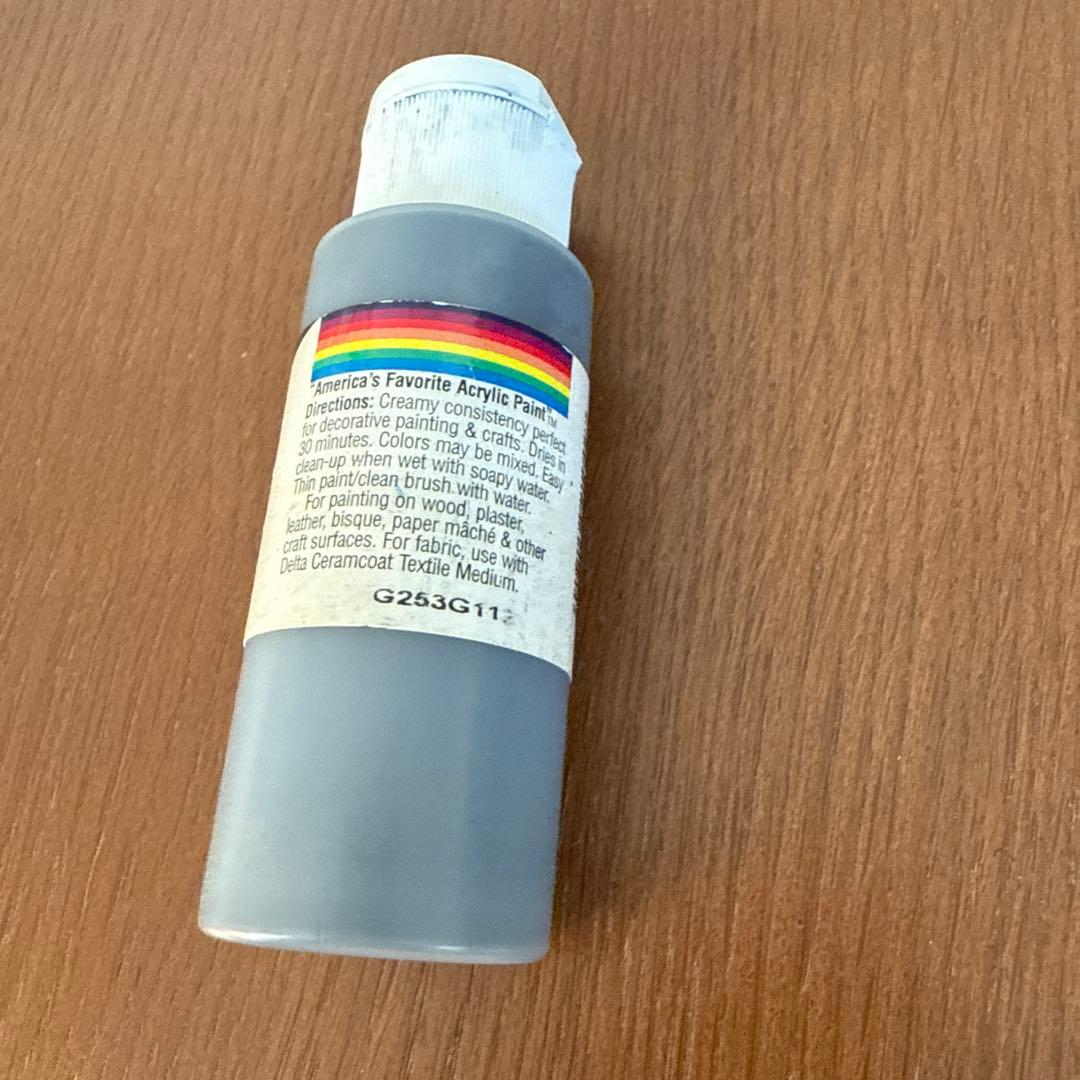 "America's Favorite Acrylic Paint"™
Directions: Creamy consistency perfect
for decorative painting & crafts. Dries in
30 minutes. Colors may be mixed. Easy
clean-up when wet with soapy water.
Thin paint/clean brush with water.
For painting on wood, plaster,
leather, bisque, paper mâché & other
craft surfaces. For fabric, use with
Delta Ceramcoat Textile Medium.